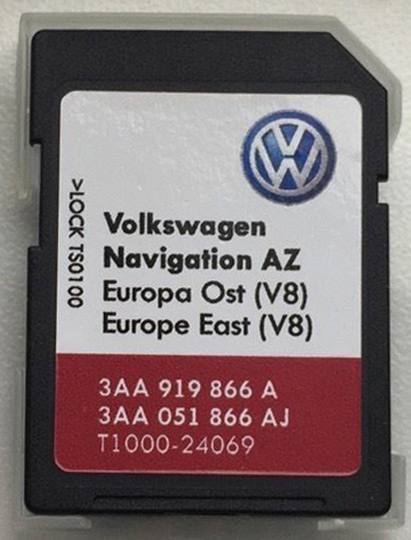 >LOCK TS0100
Volkswagen
Navigation AZ
Europa Ost (V8)
Europe East (V8)
3AA 919 866 A
3AA 051 866 AJ
T1000-24069